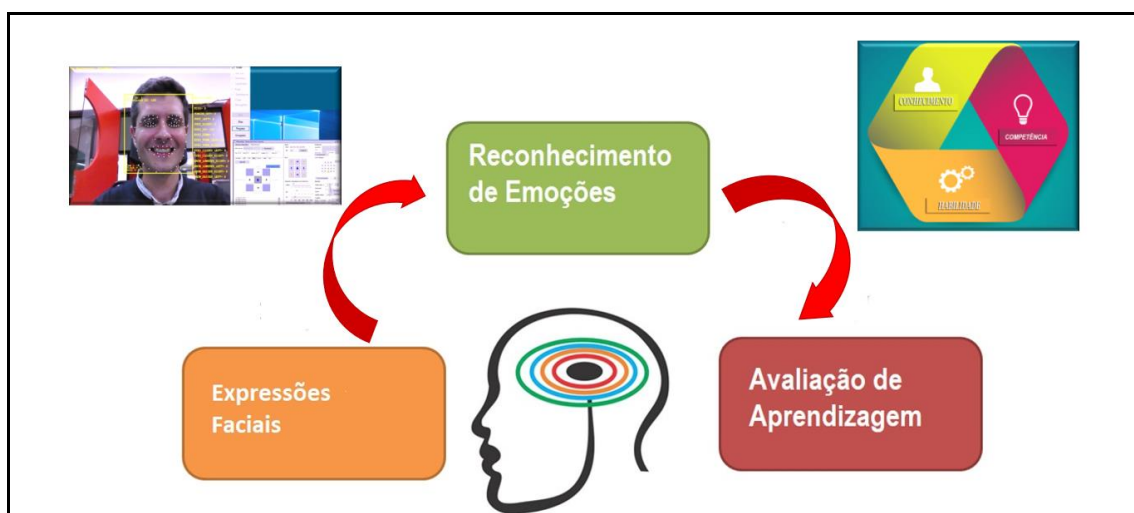 Reconhecimento
de Emoções
CONHECIMENTO
COMPETÊNCIA
HABILIDADE
Expressões
Faciais
Avaliação de
Aprendizagem